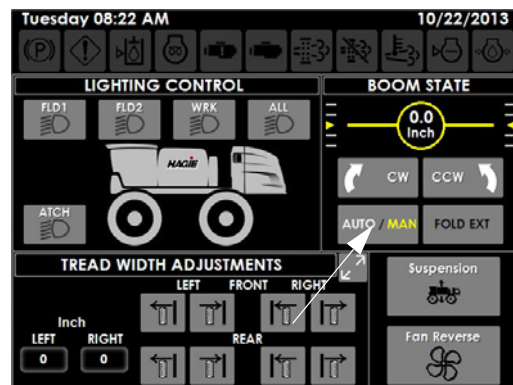 Tuesday 08:22 AM 10/22/2013
(P)
LIGHTING CONTROL
FLD1 FLD2 WRK ALL
HAGIE
ATCH
BOOM STATE
0.0
Inch
CW CCW
AUTO / MAN FOLD EXT
TREAD WIDTH ADJUSTMENTS
LEFT FRONT RIGHT
Inch
LEFT RIGHT
0 0
REAR
Suspension
Fan Reverse